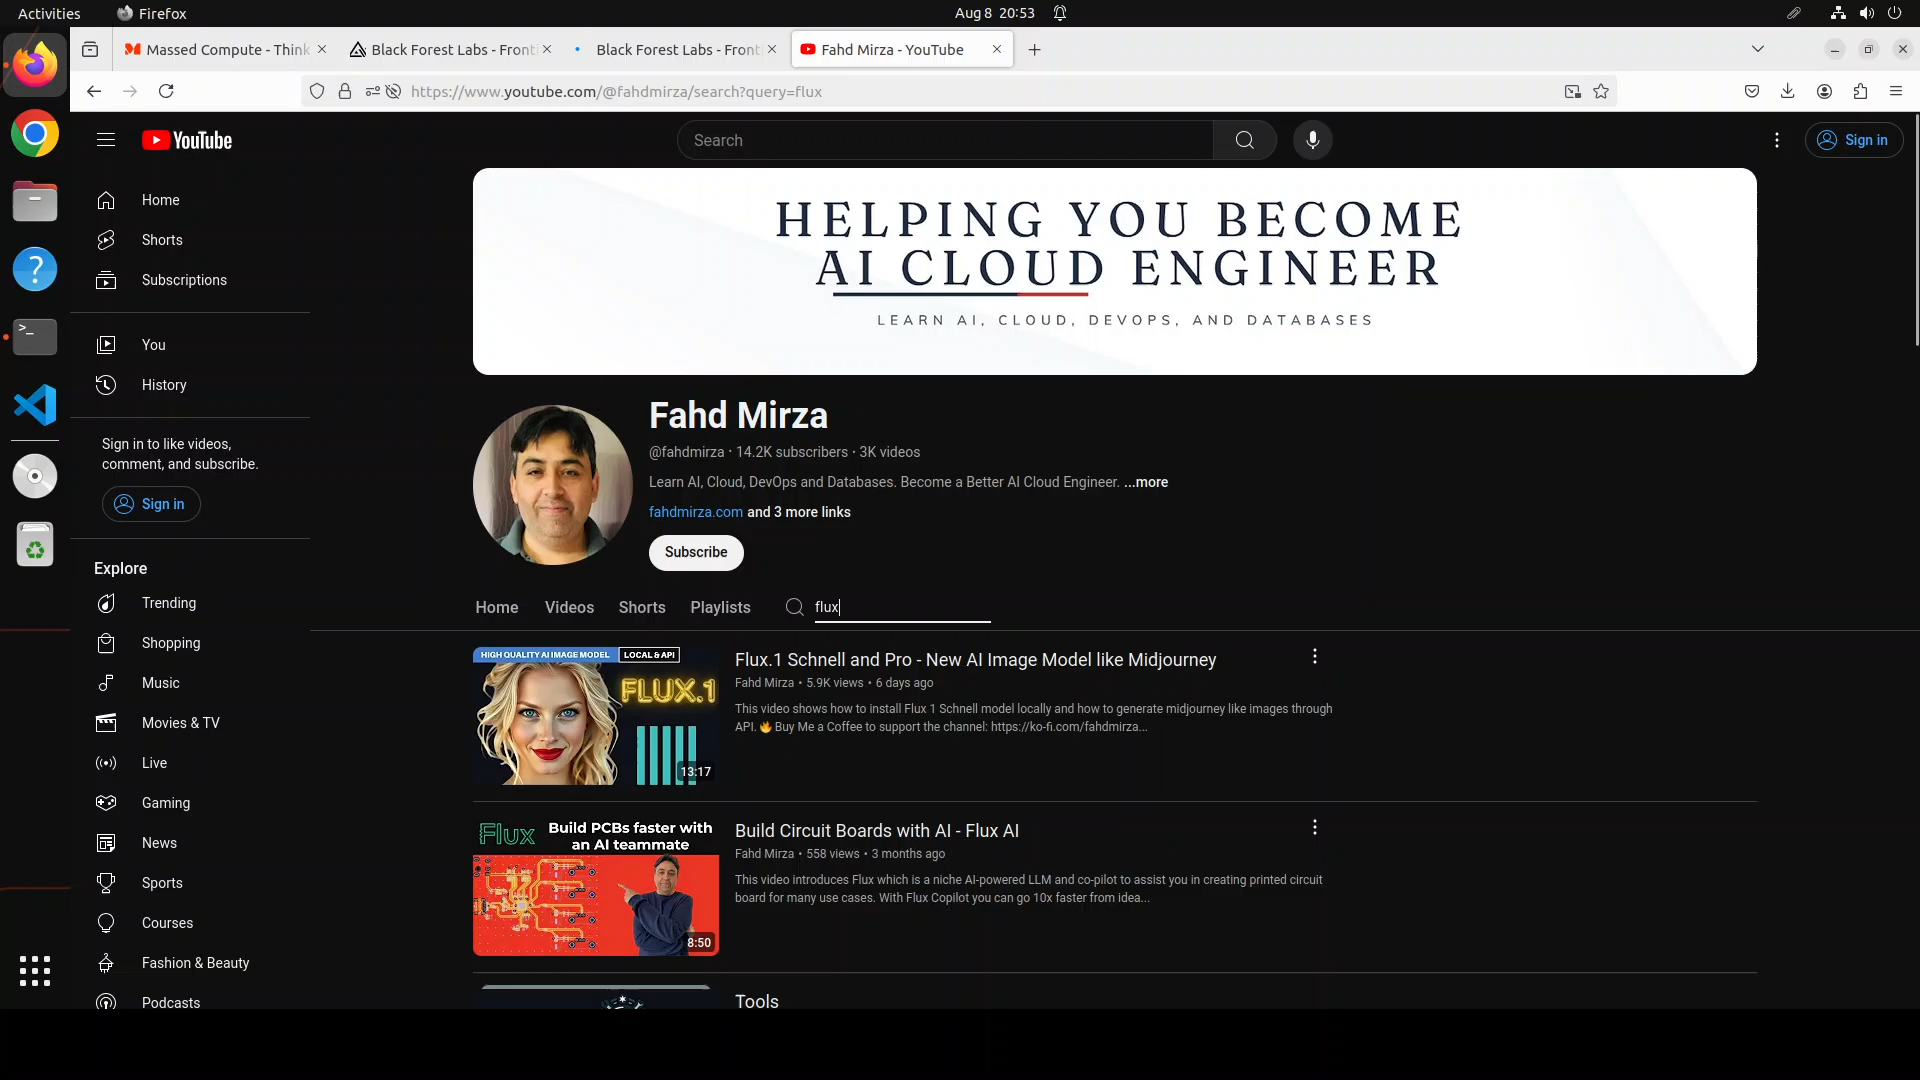 Activities
Firefox
Aug 8 20:53
Massed Compute - Think
Black Forest Labs - Fronti
Black Forest Labs - Fronti
Fahd Mirza - YouTube
https://www.youtube.com/@fahdmirza/search?query=flux
YouTube
Search
Sign in
Home
Shorts
Subscriptions
You
History
Sign in to like videos,
comment, and subscribe.
Sign in
Explore
Trending
Shopping
Music
Movies & TV
Live
Gaming
News
Sports
Courses
Fashion & Beauty
Podcasts
HELPING YOU BECOME
AI CLOUD ENGINEER
LEARN AI, CLOUD, DEVOPS, AND DATABASES
Fahd Mirza
@fahdmirza • 14.2K subscribers • 3K videos
Learn AI, Cloud, DevOps and Databases. Become a Better AI Cloud Engineer. ...more
fahdmirza.com and 3 more links
Subscribe
Home Videos Shorts Playlists flux
HIGH QUALITY AI IMAGE MODEL LOCAL & API
FLUX.1
13:17
Flux.1 Schnell and Pro - New AI Image Model like Midjourney
Fahd Mirza • 5.9K views • 6 days ago
This video shows how to install Flux 1 Schnell model locally and how to generate midjourney like images through
API. 🔥 Buy Me a Coffee to support the channel: https://ko-fi.com/fahdmirza...
Flux Build PCBs faster with
an AI teammate
8:50
Build Circuit Boards with AI - Flux AI
Fahd Mirza • 558 views • 3 months ago
This video introduces Flux which is a niche AI-powered LLM and co-pilot to assist you in creating printed circuit
board for many use cases. With Flux Copilot you can go 10x faster from idea...
Tools